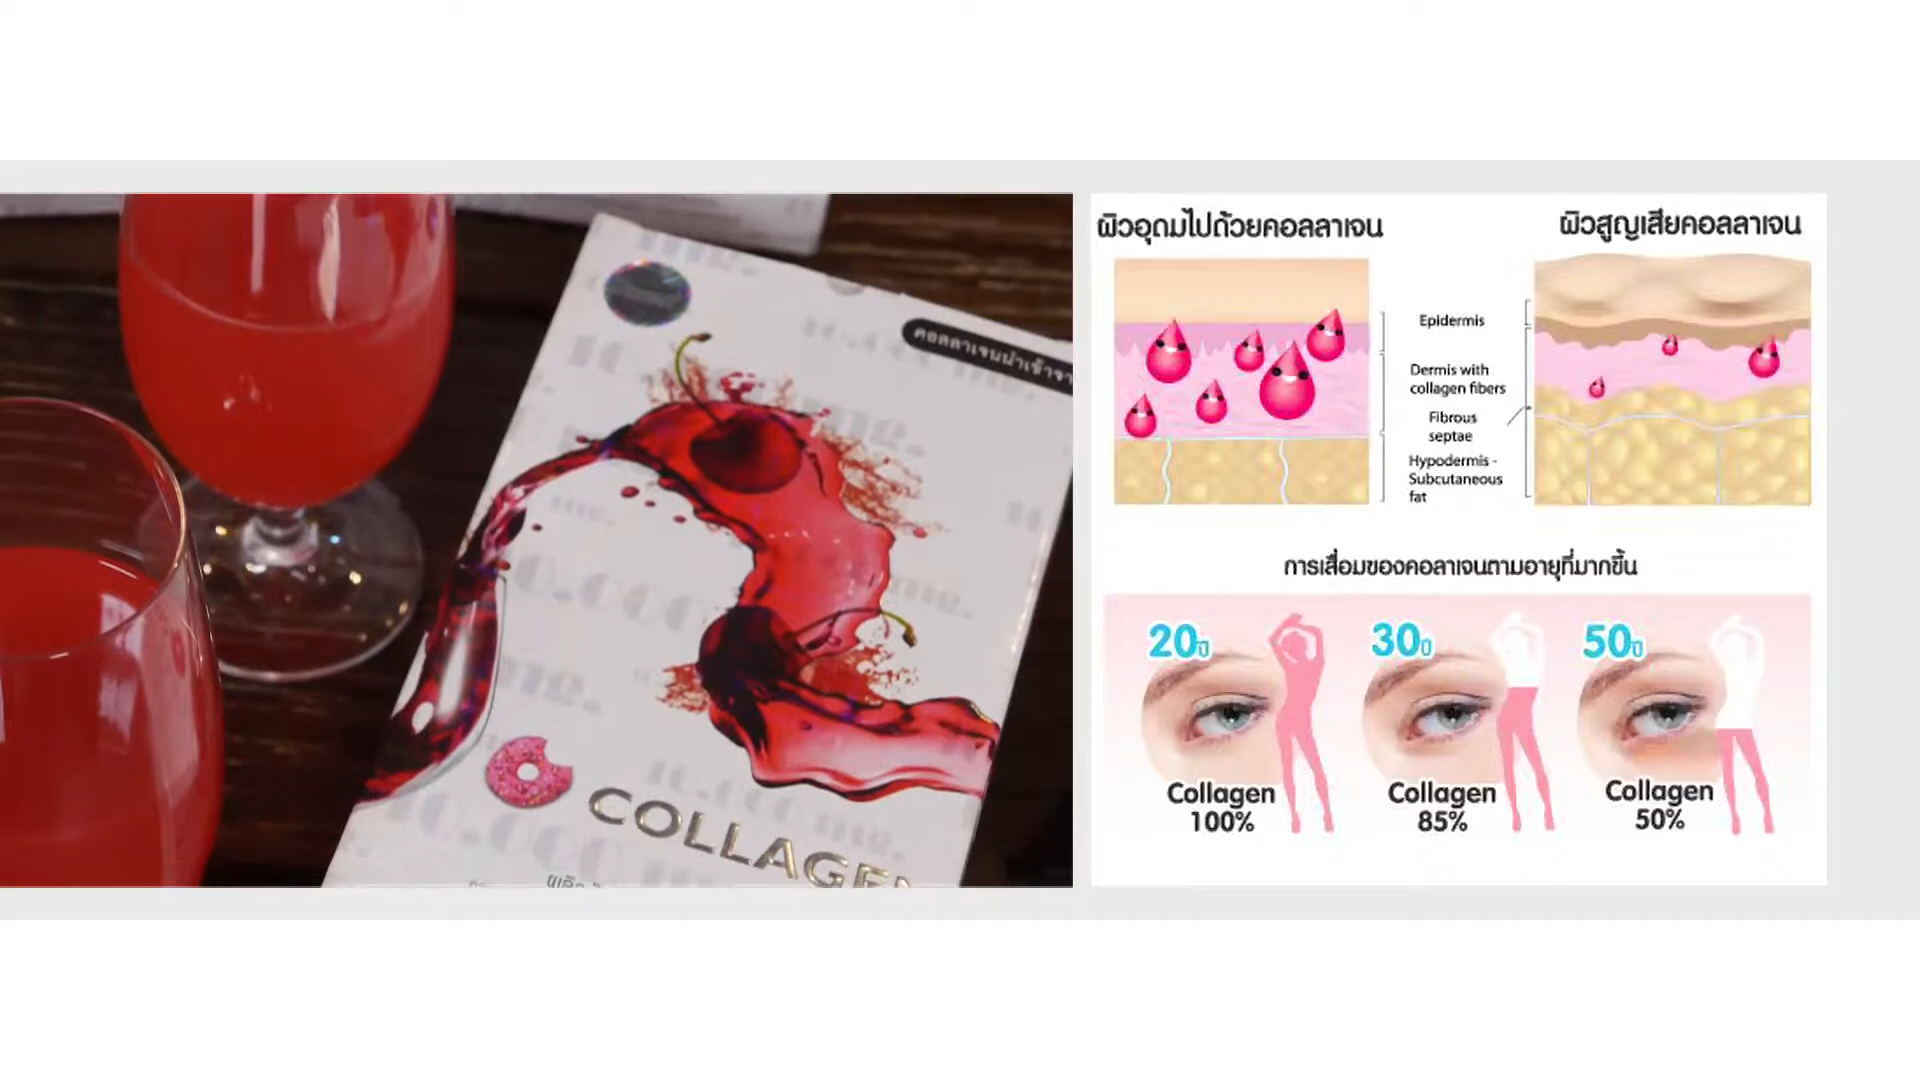 คอลลาเจนนำเข้าจาก
10.000 mg.
COLLAGEN
ผิวอุดมไปด้วยคอลลาเจน
ผิวสูญเสียคอลลาเจน
Epidermis
Dermis with
collagen fibers
Fibrous
septae
Hypodermis -
Subcutaneous
fat
การเสื่อมของคอลาเจนตามอายุที่มากขึ้น
20ปี
30ปี
50ปี
Collagen
100%
Collagen
85%
Collagen
50%